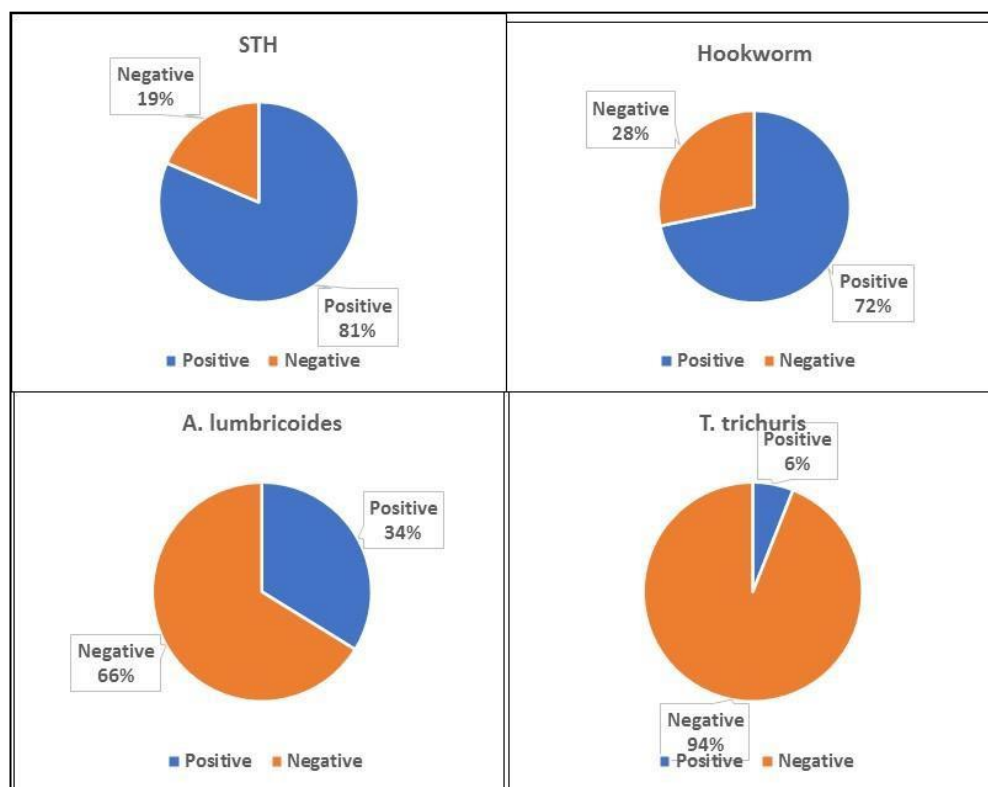 STH
Negative
19%
Positive
81%
Positive Negative
Hookworm
Negative
28%
Positive
72%
Positive Negative
A. lumbricoides
Positive
34%
Negative
66%
Positive Negative
T. trichuris
Positive
6%
Negative
94%
Positive Negative